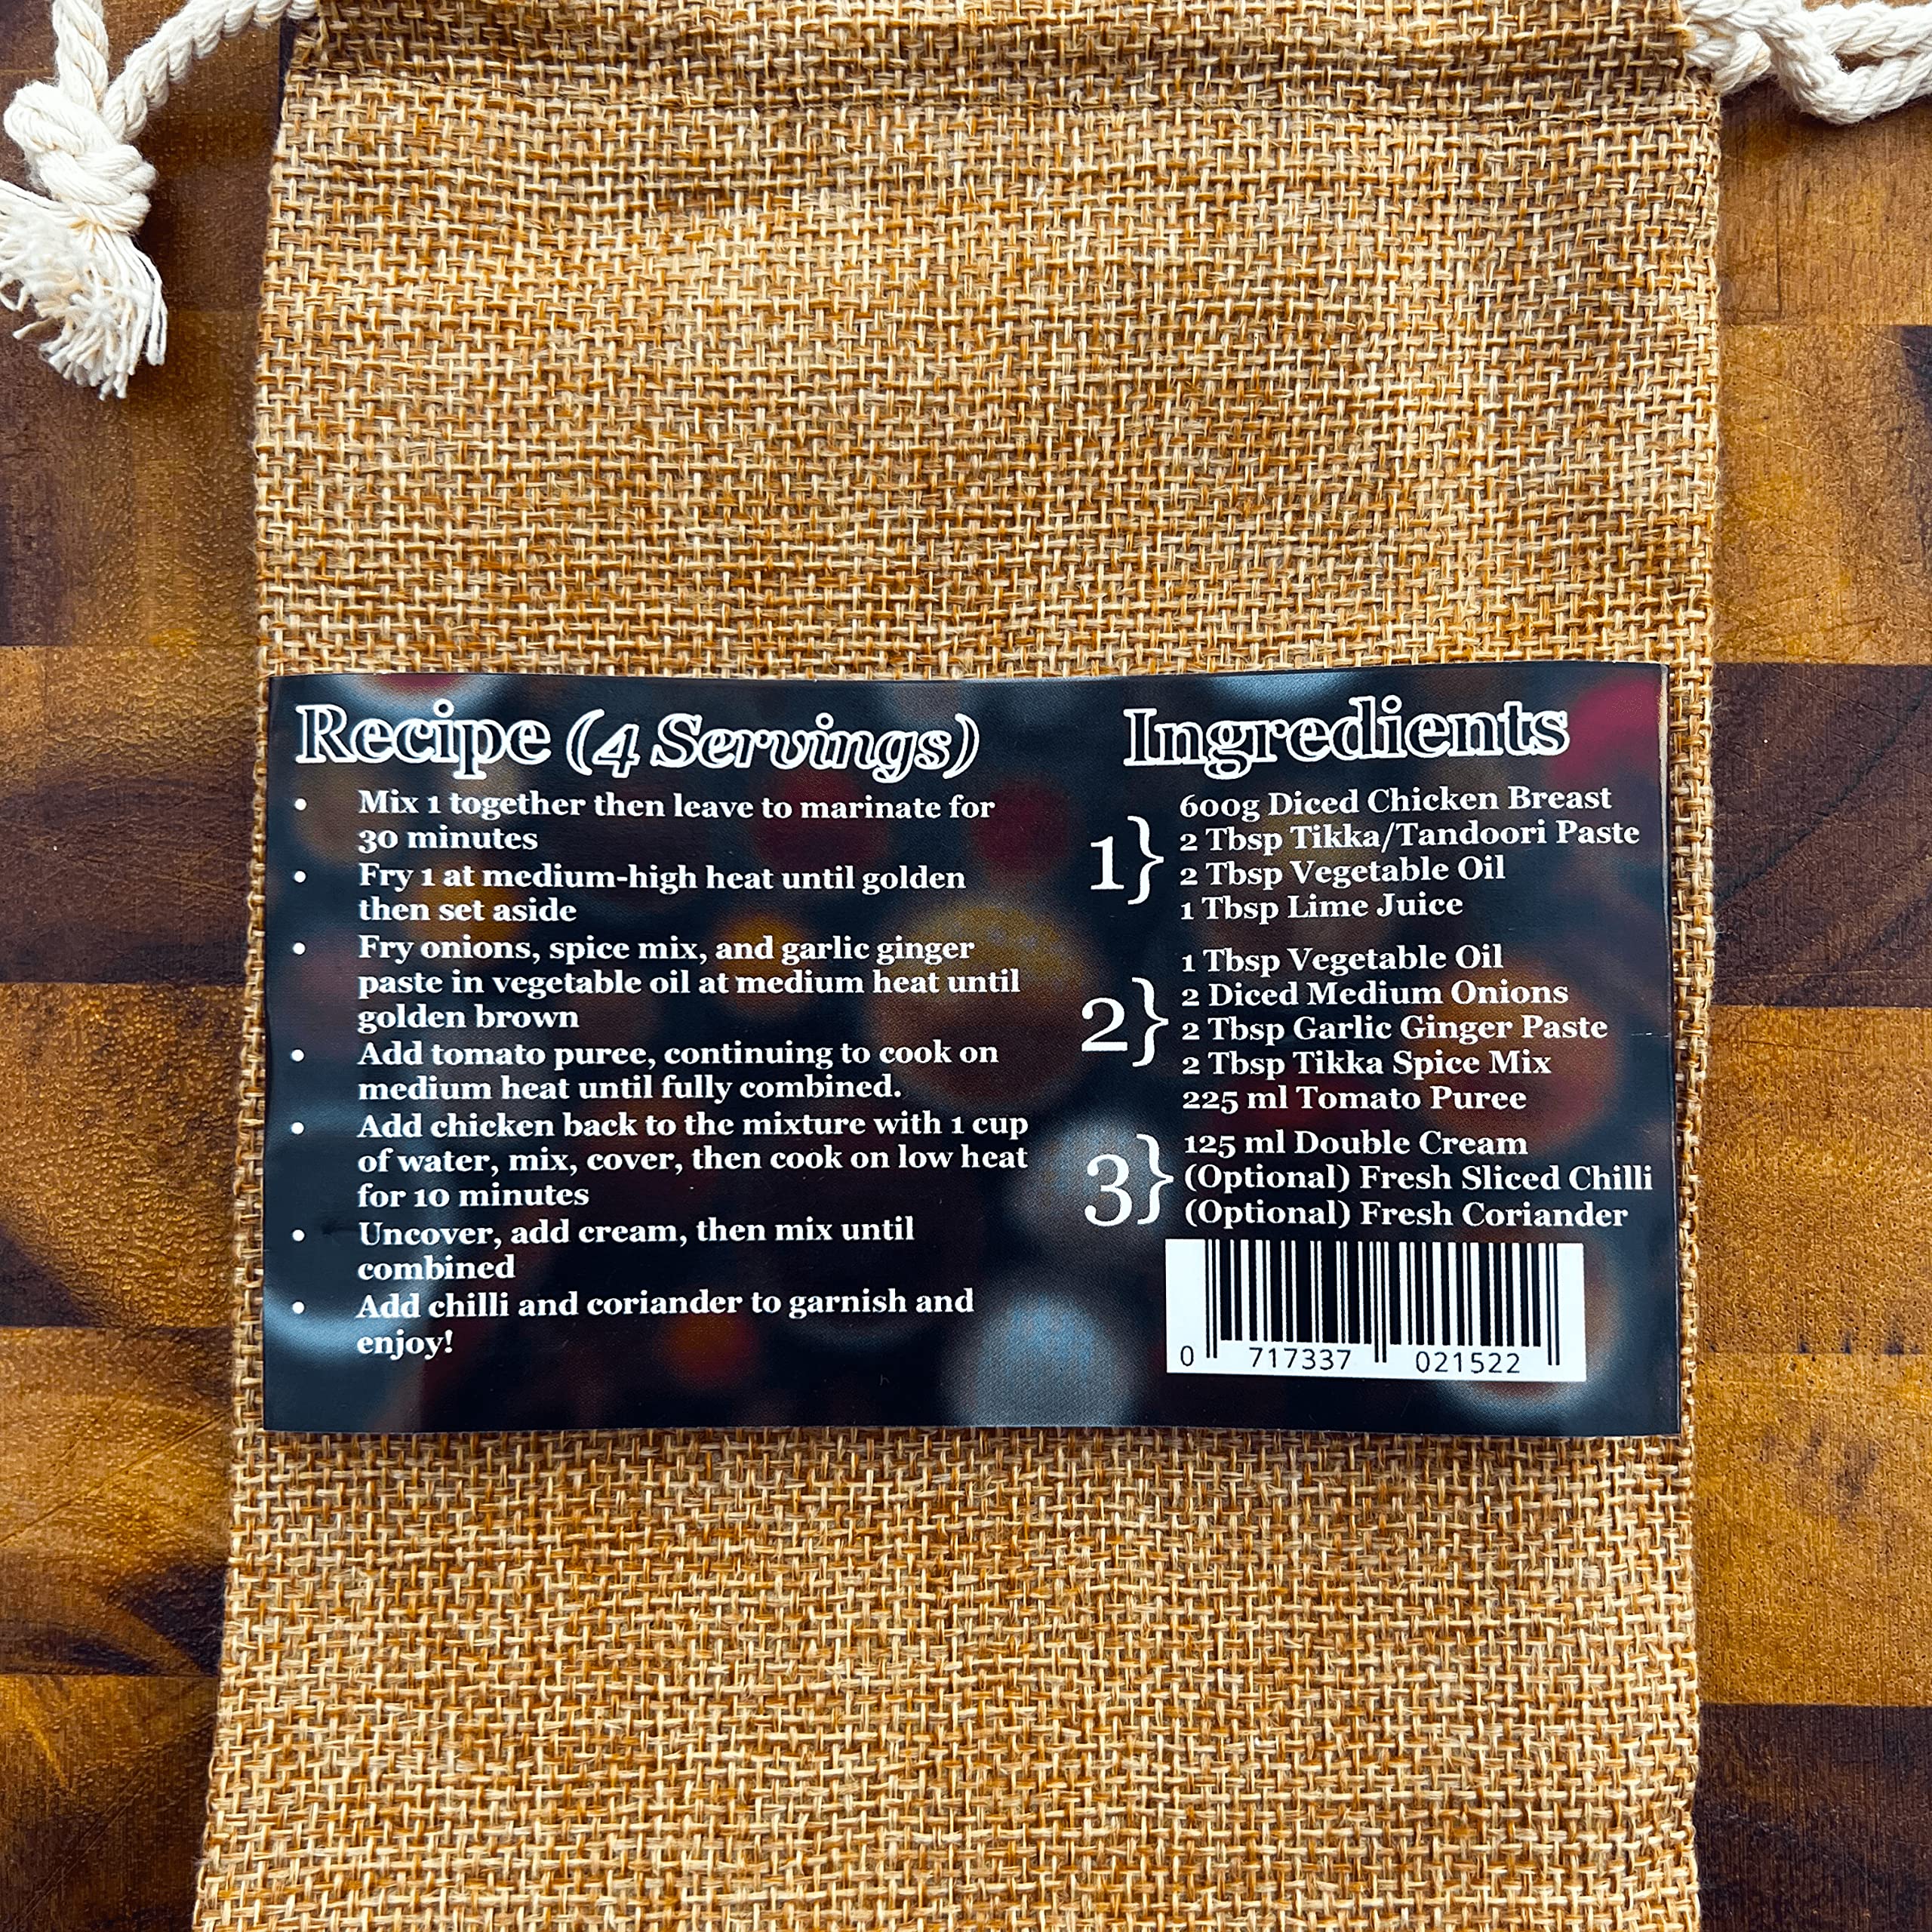 Recipe (4 Servings)
• Mix 1 together then leave to marinate for
30 minutes
• Fry 1 at medium-high heat until golden
then set aside
• Fry onions, spice mix, and garlic ginger
paste in vegetable oil at medium heat until
golden brown
• Add tomato puree, continuing to cook on
medium heat until fully combined.
• Add chicken back to the mixture with 1 cup
of water, mix, cover, then cook on low heat
for 10 minutes
• Uncover, add cream, then mix until
combined
• Add chilli and coriander to garnish and
enjoy!
Ingredients
1}
600g Diced Chicken Breast
2 Tbsp Tikka/Tandoori Paste
2 Tbsp Vegetable Oil
1 Tbsp Lime Juice
2}
1 Tbsp Vegetable Oil
2 Diced Medium Onions
2 Tbsp Garlic Ginger Paste
2 Tbsp Tikka Spice Mix
225 ml Tomato Puree
3}
125 ml Double Cream
(Optional) Fresh Sliced Chilli
(Optional) Fresh Coriander
0 717337 021522